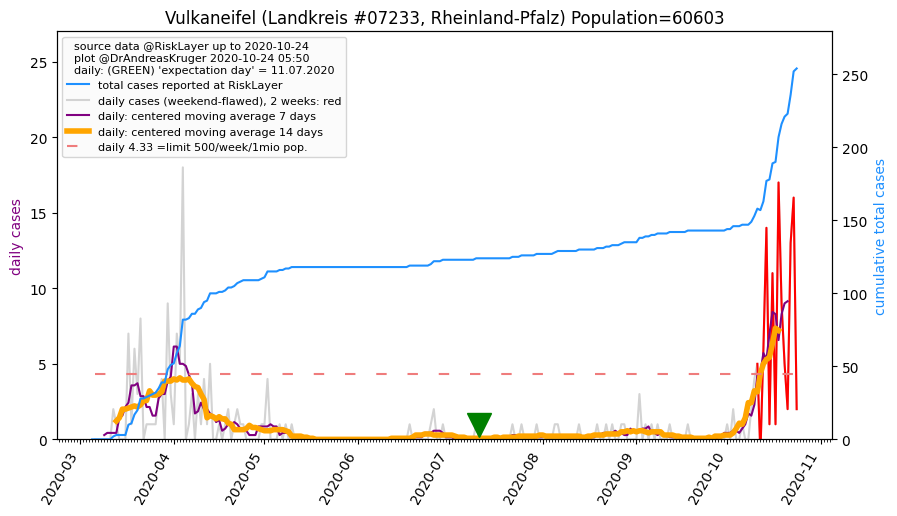 Vulkaneifel (Landkreis #07233, Rheinland-Pfalz) Population=60603
source data @RiskLayer up to 2020-10-24
plot @DrAndreasKruger 2020-10-24 05:50
daily: (GREEN) 'expectation day' = 11.07.2020
total cases reported at RiskLayer
daily cases (weekend-flawed), 2 weeks: red
daily: centered moving average 7 days
daily: centered moving average 14 days
daily 4.33 =limit 500/week/1mio pop.
daily cases
25
20
15
10
5
0
cumulative total cases
250
200
150
100
50
0
2020-03
2020-04
2020-05
2020-06
2020-07
2020-08
2020-09
2020-10
2020-11